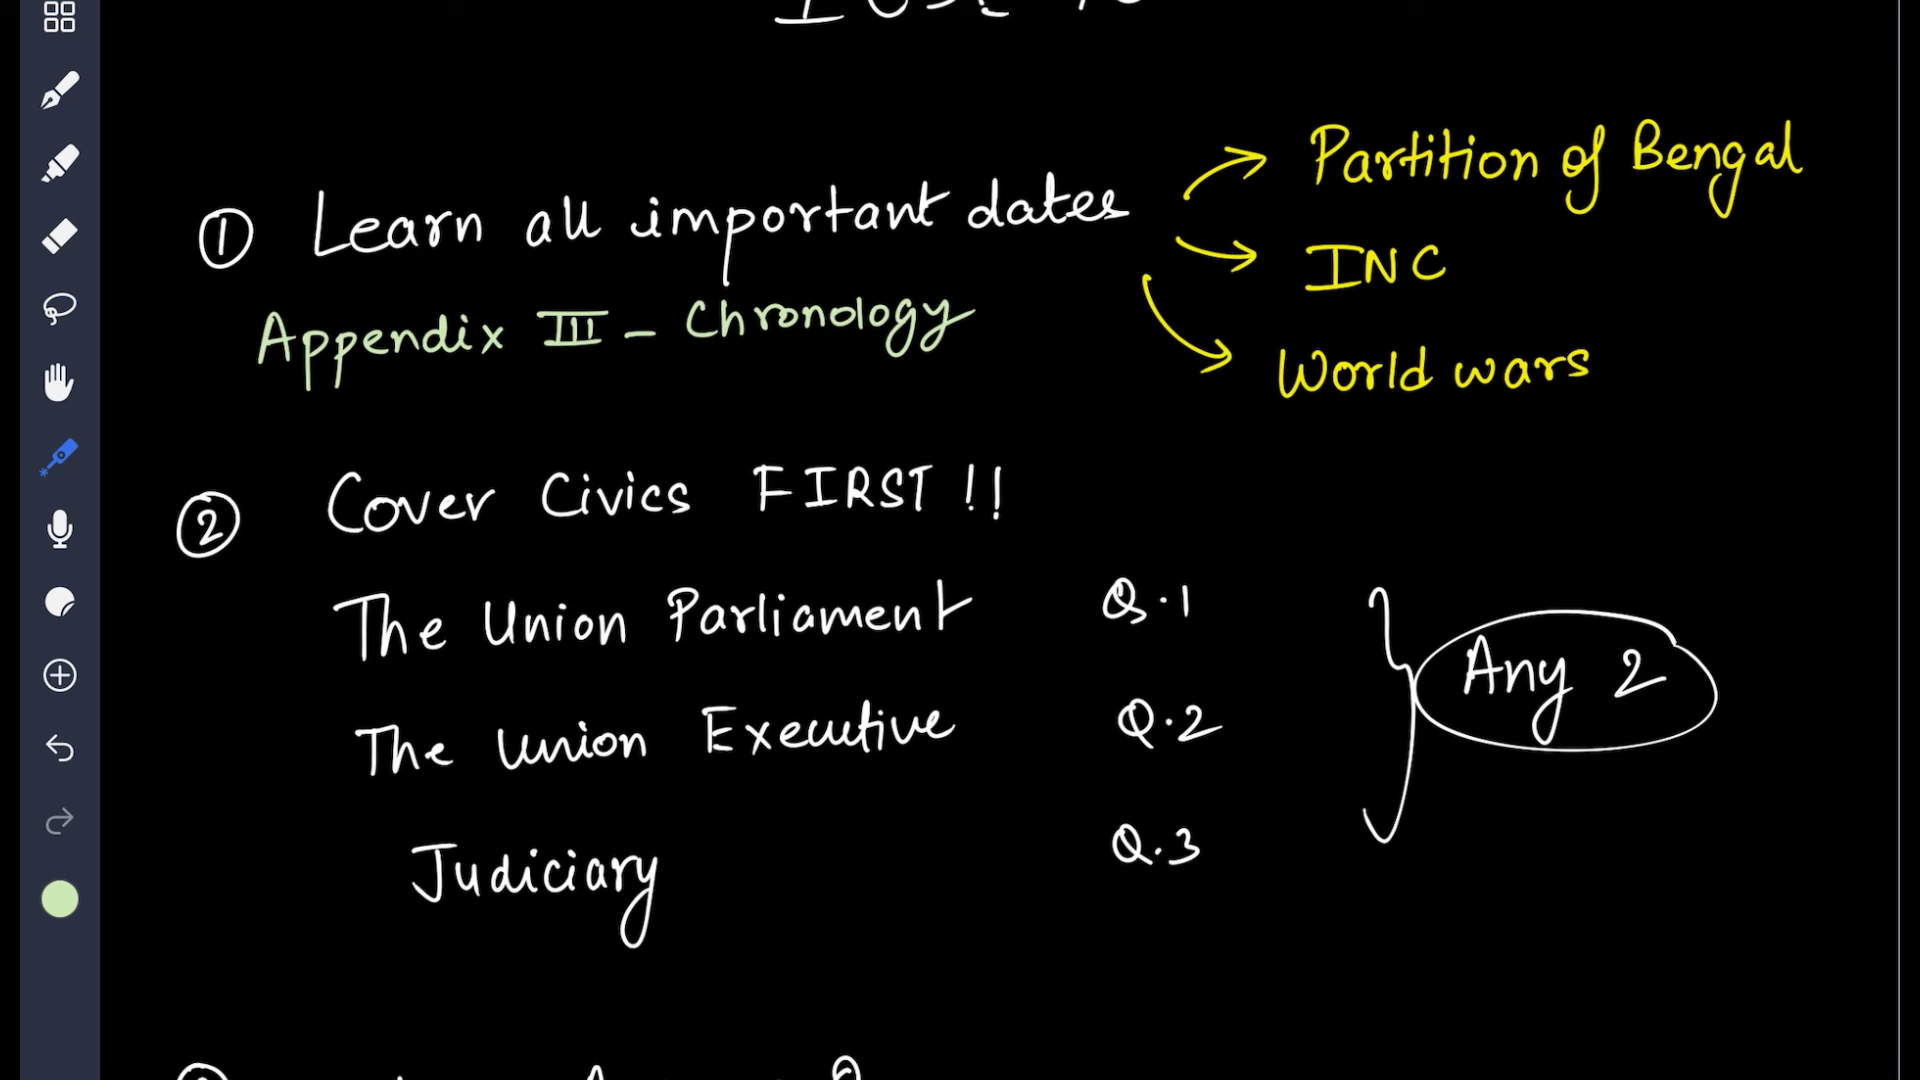 ① Learn all important dates → Partition of Bengal
→ INC
Appendix III - Chronology → World wars
② Cover Civics FIRST !!
The Union Parliament Q.1
The Union Executive Q.2 } Any 2
Judiciary Q.3